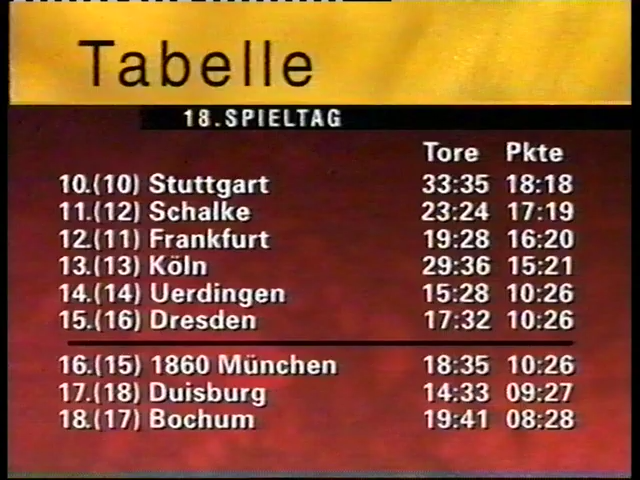 Tabelle
18.SPIELTAG
Tore Pkte
10.(10) Stuttgart 33:35 18:18
11.(12) Schalke 23:24 17:19
12.(11) Frankfurt 19:28 16:20
13.(13) Köln 29:36 15:21
14.(14) Uerdingen 15:28 10:26
15.(16) Dresden 17:32 10:26
16.(15) 1860 München 18:35 10:26
17.(18) Duisburg 14:33 09:27
18.(17) Bochum 19:41 08:28